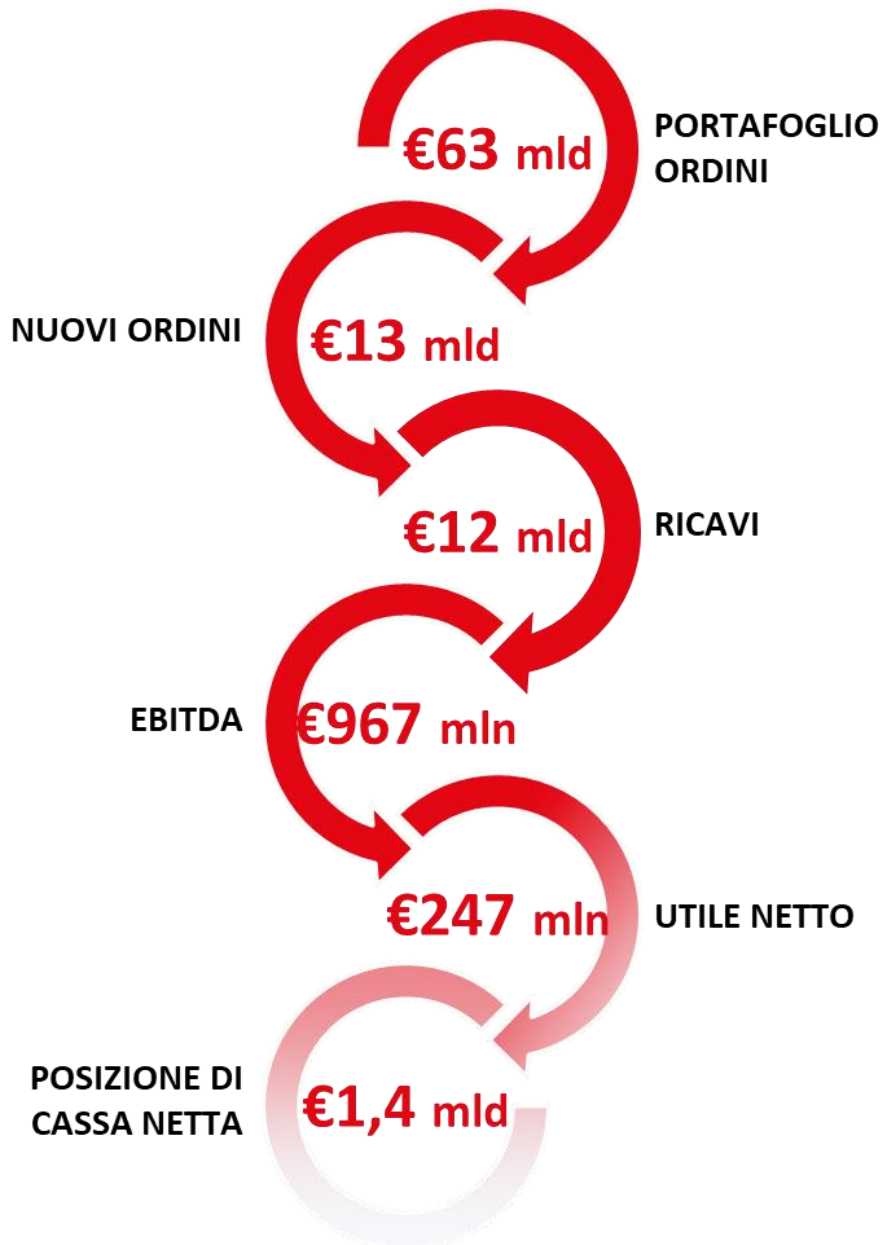 €63 mld
PORTAFOGLIO
ORDINI
NUOVI ORDINI
€13 mld
€12 mld
RICAVI
EBITDA
€967 mln
€247 mln
UTILE NETTO
POSIZIONE DI
CASSA NETTA
€1,4 mld